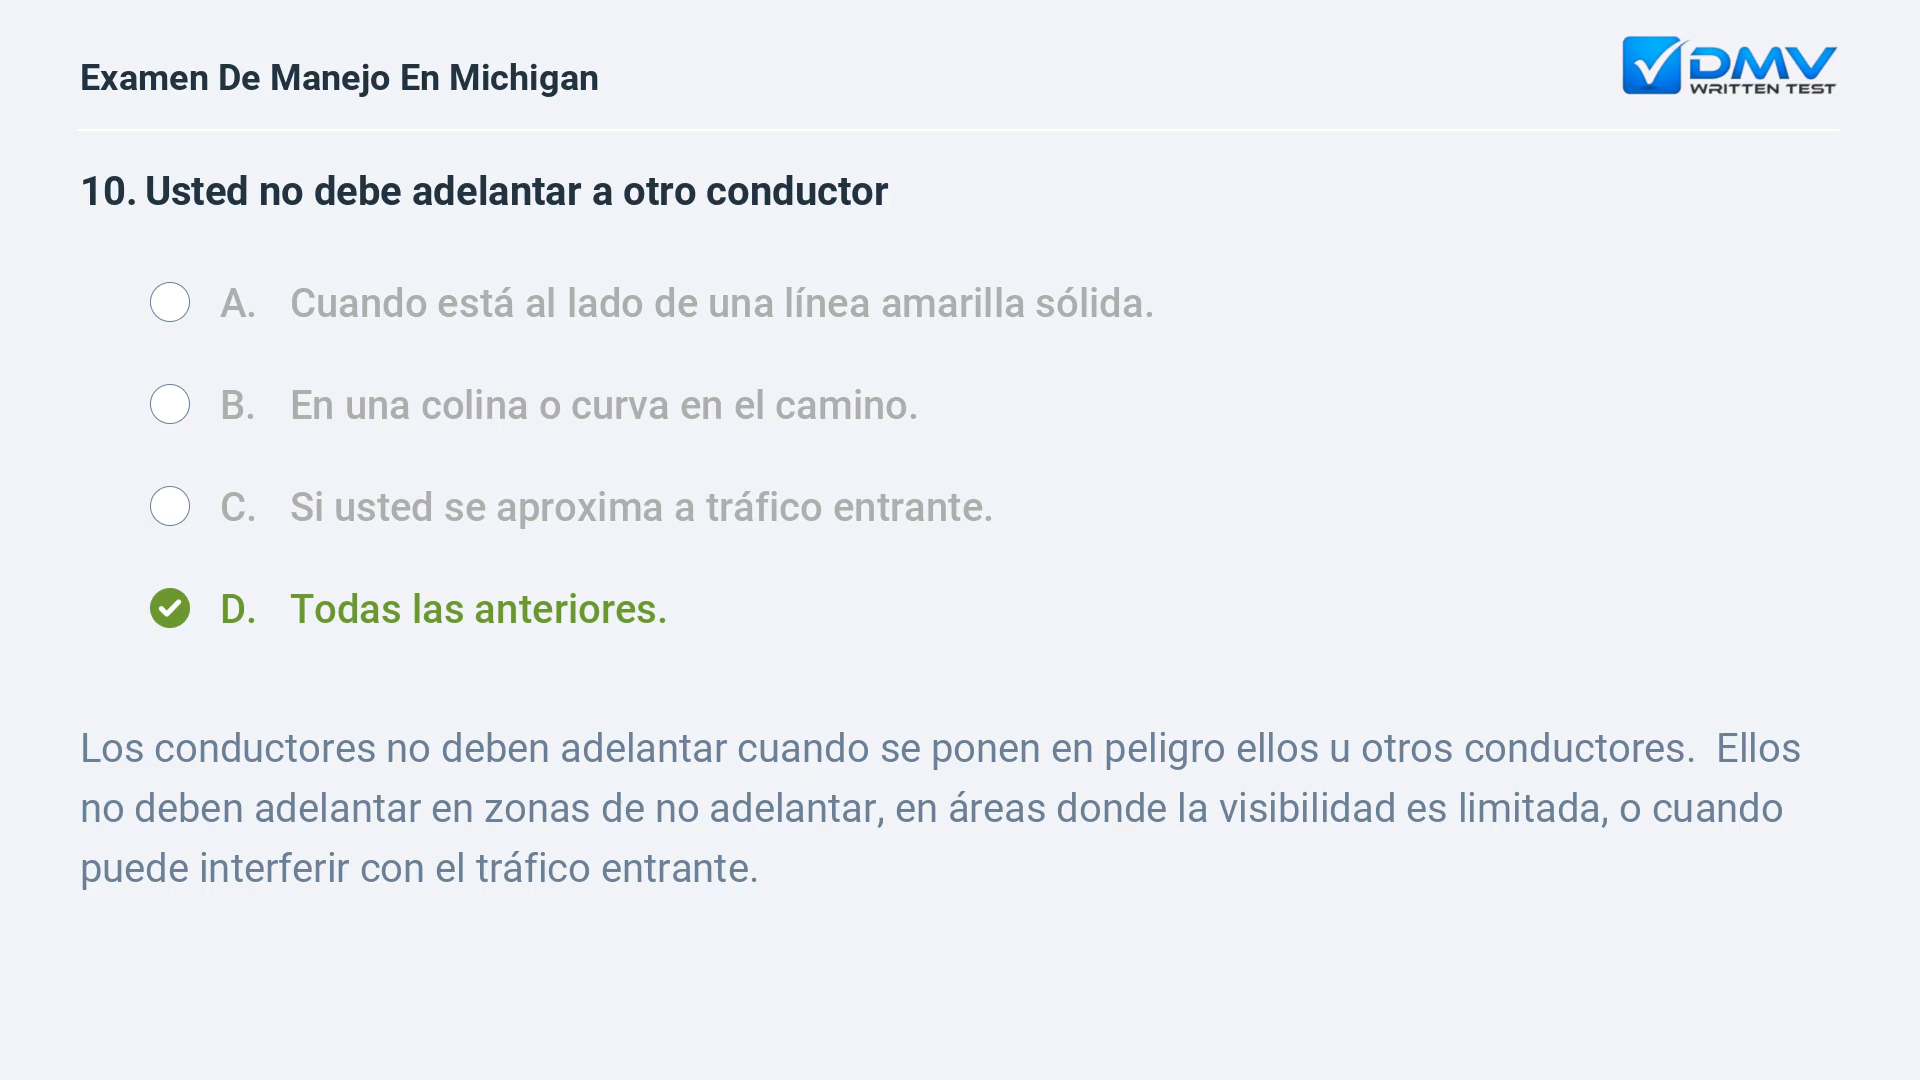 Examen De Manejo En Michigan
DMV
WRITTEN TEST
10. Usted no debe adelantar a otro conductor
A. Cuando está al lado de una línea amarilla sólida.
B. En una colina o curva en el camino.
C. Si usted se aproxima a tráfico entrante.
D. Todas las anteriores.
Los conductores no deben adelantar cuando se ponen en peligro ellos u otros conductores.  Ellos
no deben adelantar en zonas de no adelantar, en áreas donde la visibilidad es limitada, o cuando
puede interferir con el tráfico entrante.